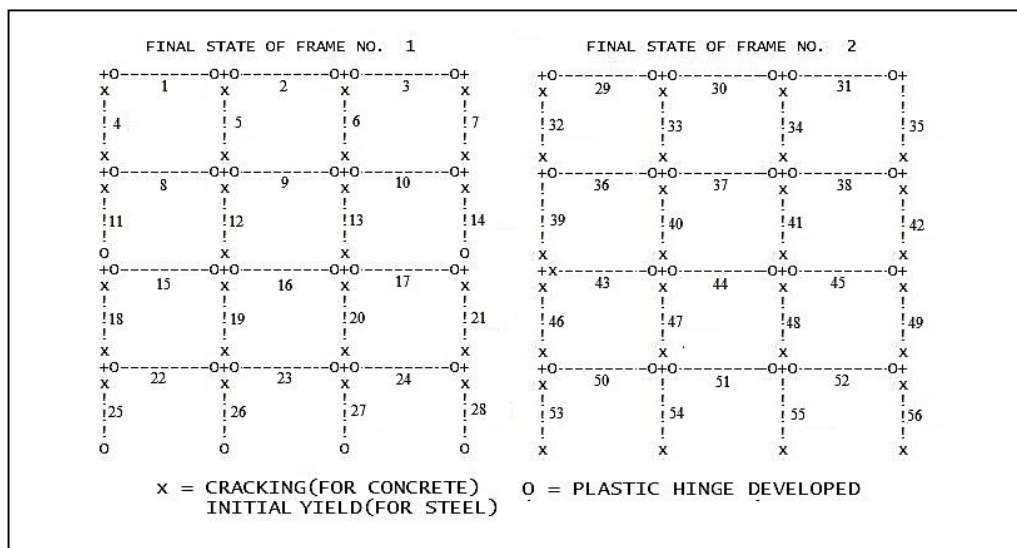 FINAL STATE OF FRAME NO. 1
FINAL STATE OF FRAME NO. 2
1 2 3
29 30 31
4 5 6 7
32 33 34 35
8 9 10
36 37 38
11 12 13 14
39 40 41 42
15 16 17
43 44 45
18 19 20 21
46 47 48 49
22 23 24
50 51 52
25 26 27 28
53 54 55 56
x = CRACKING(FOR CONCRETE) O = PLASTIC HINGE DEVELOPED
INITIAL YIELD(FOR STEEL)